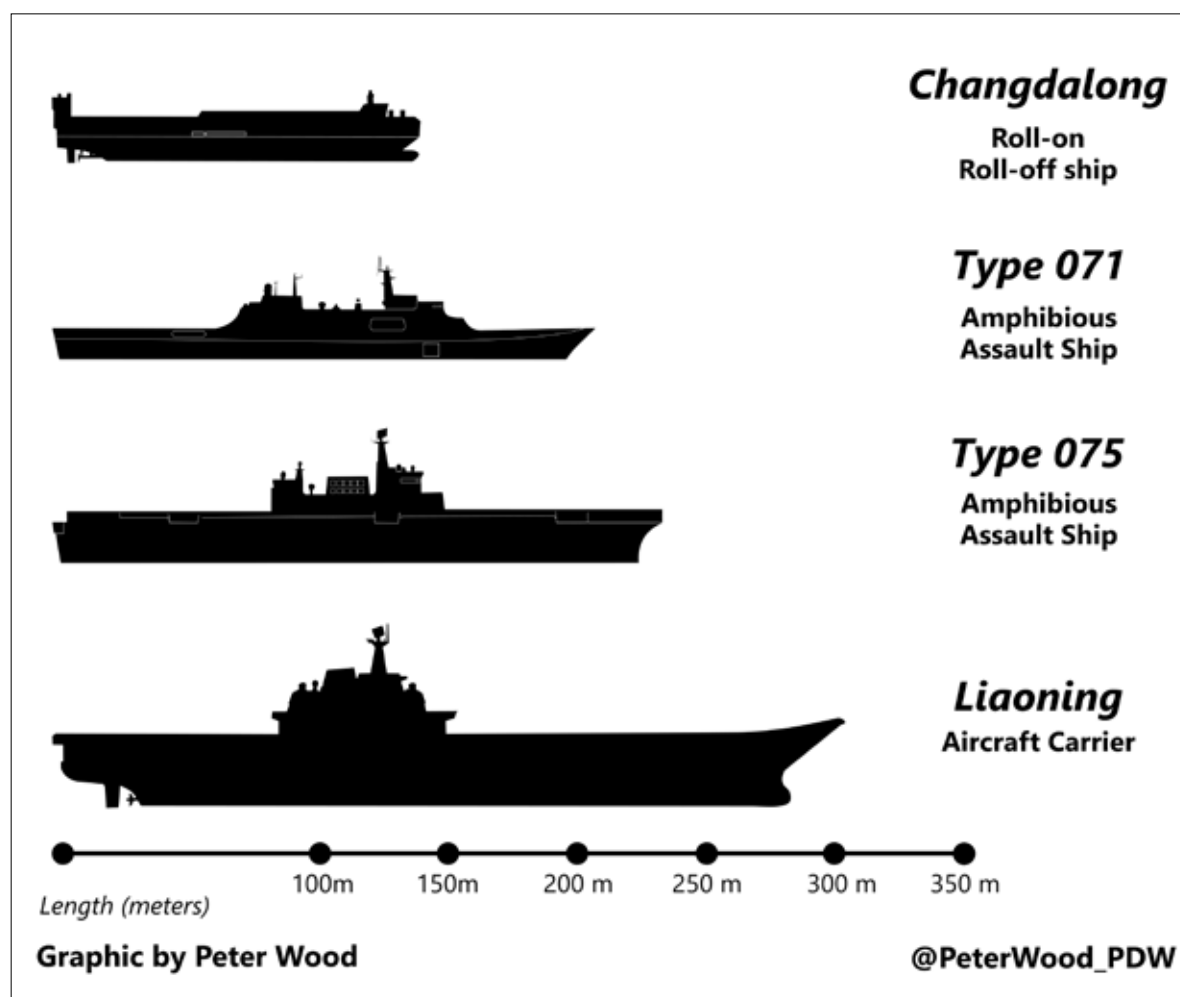 Changdalong
Roll-on
Roll-off ship
Type 071
Amphibious
Assault Ship
Type 075
Amphibious
Assault Ship
Liaoning
Aircraft Carrier
100m 150m 200 m 250 m 300 m 350 m
Length (meters)
Graphic by Peter Wood @PeterWood_PDW